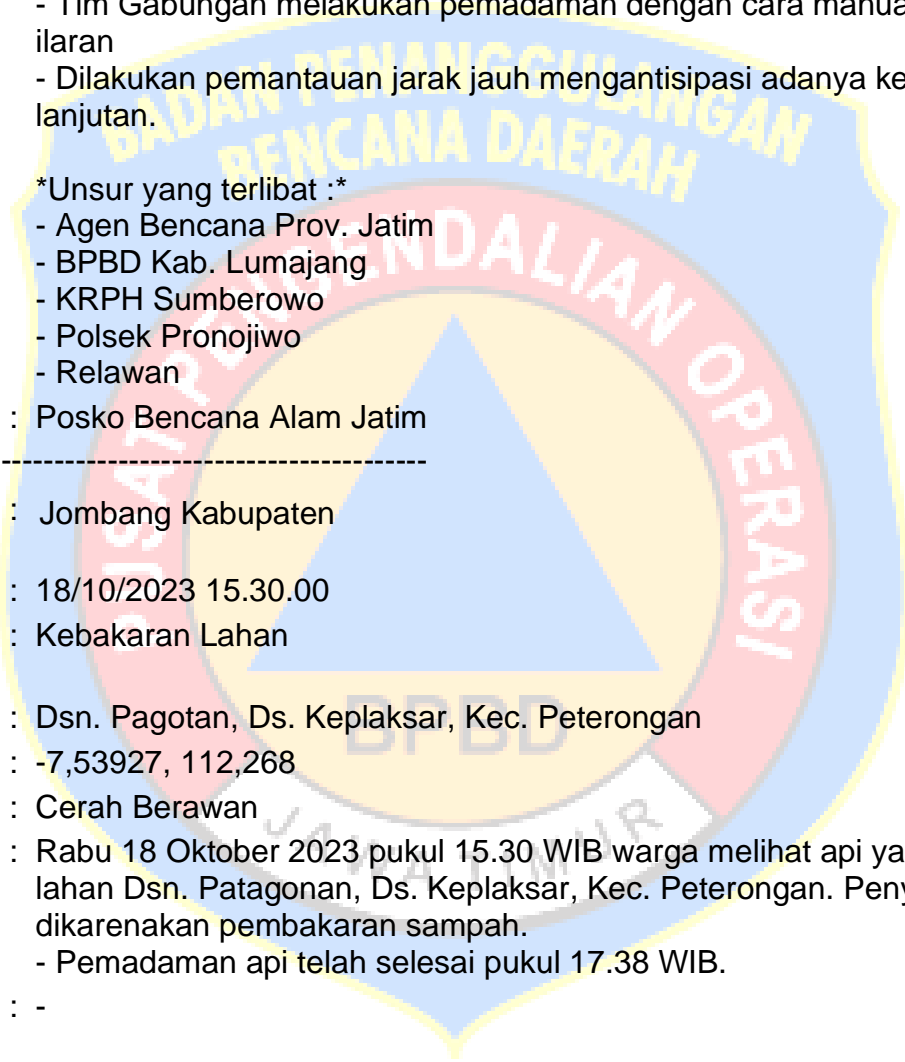 - Tim Gabungan melakukan pemadaman dengan cara manual
ilaran
- Dilakukan pemantauan jarak jauh mengantisipasi adanya
lanjutan.
*Unsur yang terlibat :*
- Agen Bencana Prov. Jatim
- BPBD Kab. Lumajang
- KRPH Sumberowo
- Polsek Pronojiwo
- Relawan
: Posko Bencana Alam Jatim
----------------------------------------
: Jombang Kabupaten
: 18/10/2023 15.30.00
: Kebakaran Lahan
: Dsn. Pagotan, Ds. Keplaksar, Kec. Peterongan
: -7,53927, 112,268
: Cerah Berawan
: Rabu 18 Oktober 2023 pukul 15.30 WIB warga melihat api
lahan Dsn. Patagonan, Ds. Keplaksar, Kec. Peterongan.
dikarenakan pembakaran sampah.
- Pemadaman api telah selesai pukul 17.38 WIB.
: -
BADAN PENANGGULANGAN
BENCANA DAERAH
PUSAT PENGENDALIAN OPERASI
BPBD
JAWA TIMUR